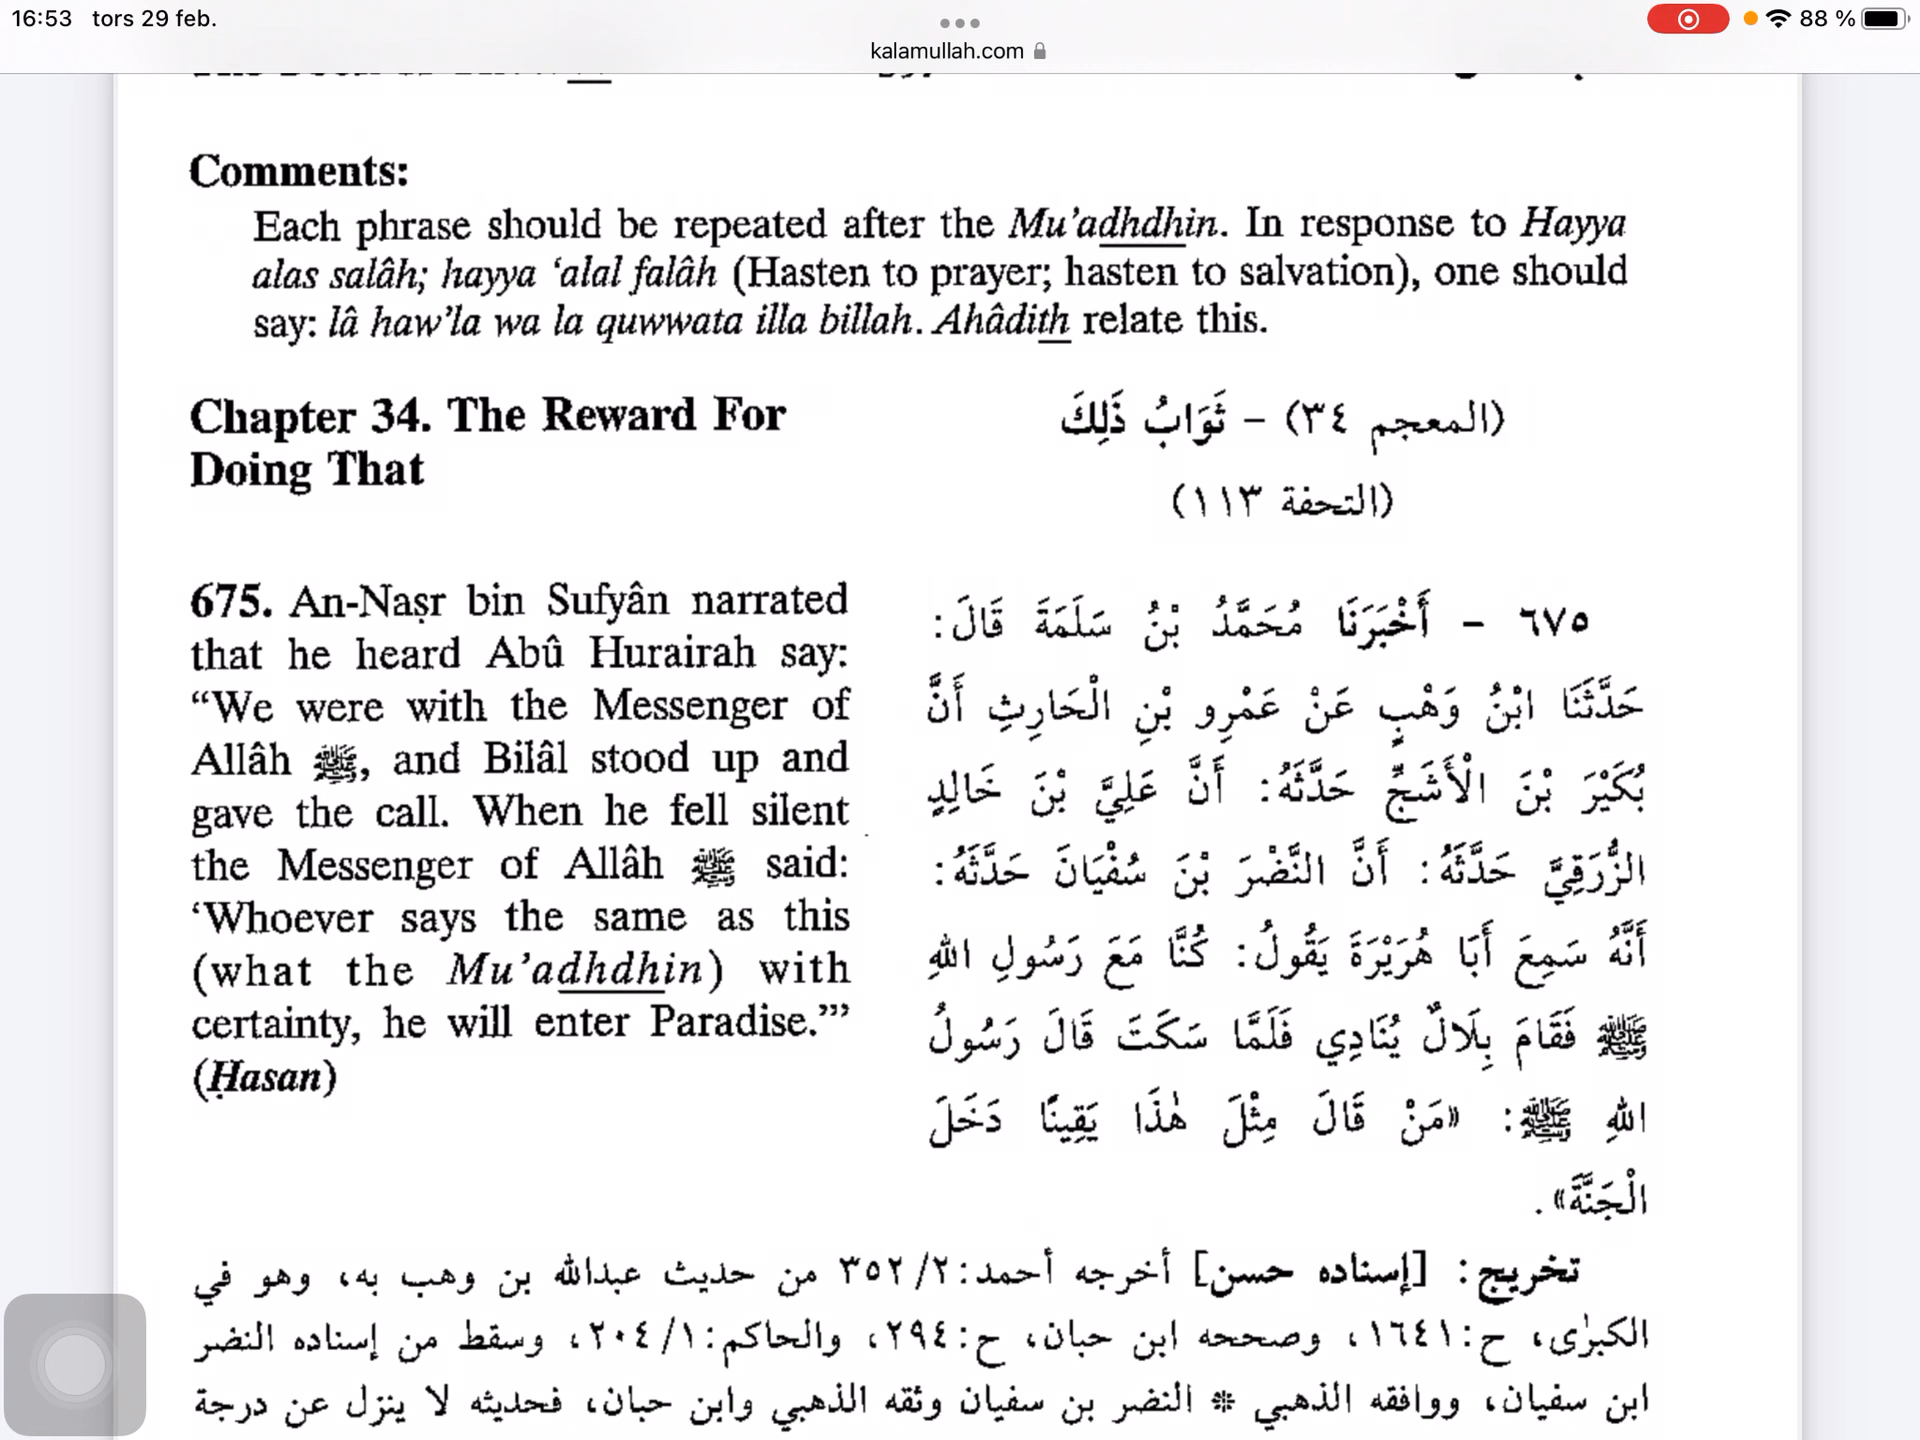 16:53 tors 29 feb.
88 %
kalamullah.com
Comments:
Each phrase should be repeated after the Mu’adhdhin. In response to Hayya
alas salâh; hayya ‘alal falâh (Hasten to prayer; hasten to salvation), one should
say: lâ haw’la wa la quwwata illa billah. Ahâdith relate this.
Chapter 34. The Reward For
Doing That
(المعجم ٣٤) - ثَوَابُ ذَلِكَ
(التحفة ١١٣)
675. An-Naṣr bin Sufyân narrated
that he heard Abû Hurairah say:
“We were with the Messenger of
Allâh ﷺ, and Bilâl stood up and
gave the call. When he fell silent
the Messenger of Allâh ﷺ said:
‘Whoever says the same as this
(what the Mu’adhdhin) with
certainty, he will enter Paradise.”’
(Ḥasan)
٦٧٥ - أَخْبَرَنَا مُحَمَّدُ بْنُ سَلَمَةَ قَالَ:
حَدَّثَنَا ابْنُ وَهْبٍ عَنْ عَمْرِو بْنِ الْحَارِثِ أَنَّ
بُكَيْرَ بْنَ الْأَشَجِّ حَدَّثَهُ: أَنَّ عَلِيَّ بْنَ خَالِدٍ
الزُّرَقِيَّ حَدَّثَهُ: أَنَّ النَّضْرَ بْنَ سُفْيَانَ حَدَّثَهُ:
أَنَّهُ سَمِعَ أَبَا هُرَيْرَةَ يَقُولُ: كُنَّا مَعَ رَسُولِ اللهِ
ﷺ فَقَامَ بِلَالٌ يُنَادِي فَلَمَّا سَكَتَ قَالَ رَسُولُ
اللهِ ﷺ: «مَنْ قَالَ مِثْلَ هٰذَا يَقِينًا دَخَلَ
الْجَنَّةَ».
تخريج: [إسناده حسن] أخرجه أحمد:٢/ ٣٥٢ من حديث عبدالله بن وهب به، وهو في
الكبرٰى، ح:١٦٤١، وصححه ابن حبان، ح:٢٩٤، والحاكم:١/ ٢٠٤، وسقط من إسناده النضر
ابن سفيان، ووافقه الذهبي * النضر بن سفيان وثقه الذهبي وابن حبان، فحديثه لا ينزل عن درجة